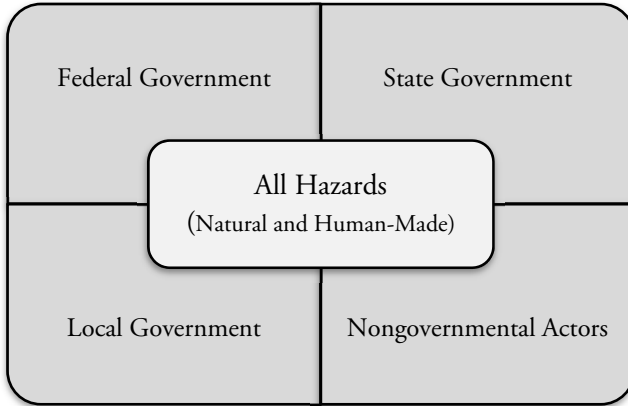 Federal Government
State Government
All Hazards
(Natural and Human-Made)
Local Government
Nongovernmental Actors